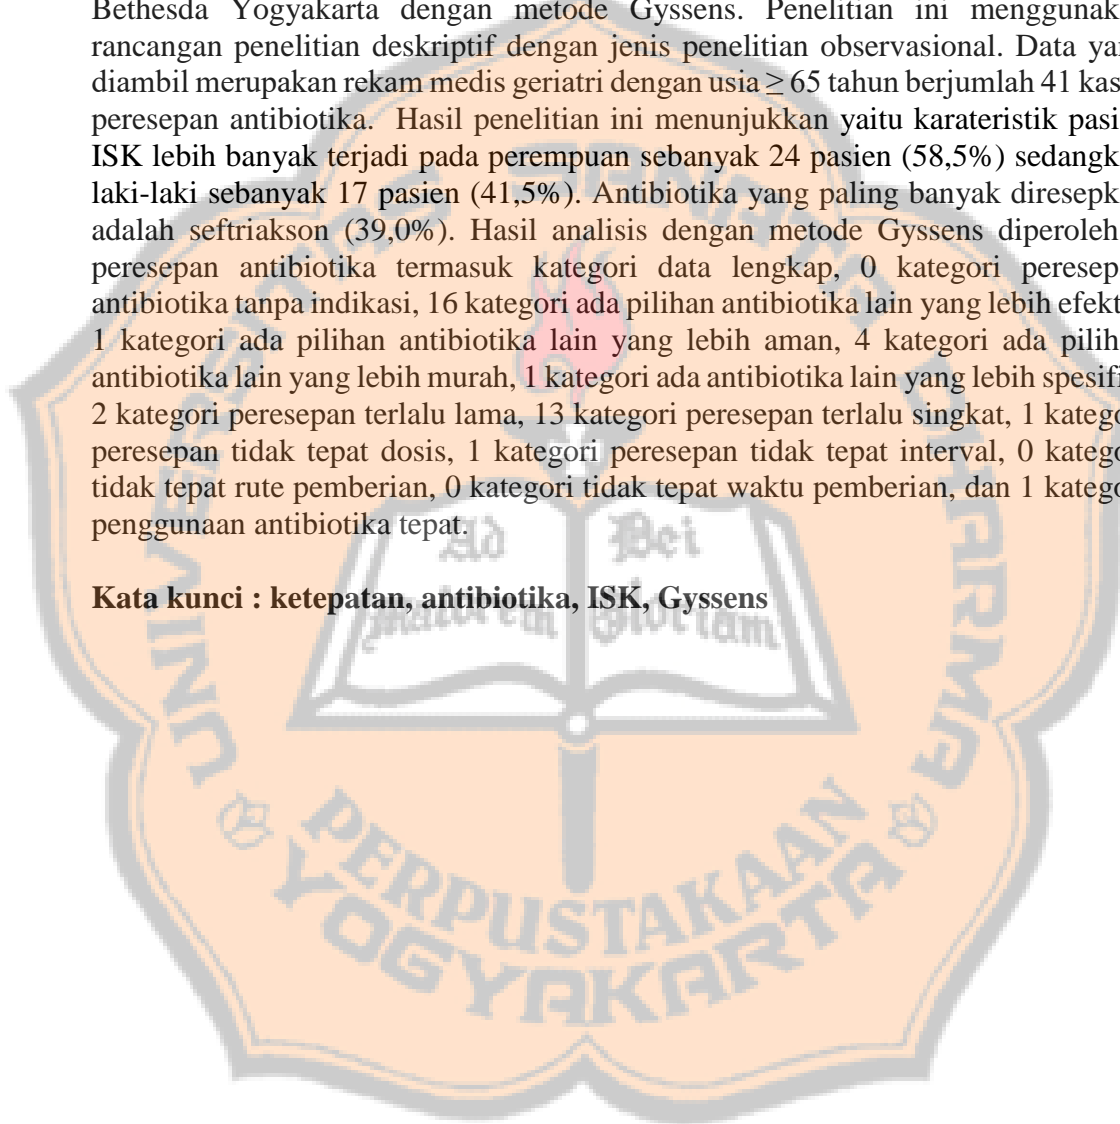 Bethesda Yogyakarta dengan metode Gyssens. Penelitian ini menggunak
rancangan penelitian deskriptif dengan jenis penelitian observasional. Data ya
diambil merupakan rekam medis geriatri dengan usia ≥ 65 tahun berjumlah 41 kas
peresepan antibiotika. Hasil penelitian ini menunjukkan yaitu karateristik pasi
ISK lebih banyak terjadi pada perempuan sebanyak 24 pasien (58,5%) sedangk
laki-laki sebanyak 17 pasien (41,5%). Antibiotika yang paling banyak diresepk
adalah seftriakson (39,0%). Hasil analisis dengan metode Gyssens diperoleh
peresepan antibiotika termasuk kategori data lengkap, 0 kategori peresep
antibiotika tanpa indikasi, 16 kategori ada pilihan antibiotika lain yang lebih efekt
1 kategori ada pilihan antibiotika lain yang lebih aman, 4 kategori ada pilih
antibiotika lain yang lebih murah, 1 kategori ada antibiotika lain yang lebih spesifi
2 kategori peresepan terlalu lama, 13 kategori peresepan terlalu singkat, 1 katego
peresepan tidak tepat dosis, 1 kategori peresepan tidak tepat interval, 0 katego
tidak tepat rute pemberian, 0 kategori tidak tepat waktu pemberian, dan 1 katego
penggunaan antibiotika tepat.
Kata kunci : ketepatan, antibiotika, ISK, Gyssens
UNIVERSITAS SANATA DHARMA
Ad Dei
Maiorem Gloriam
PERPUSTAKAAN
YOGYAKARTA